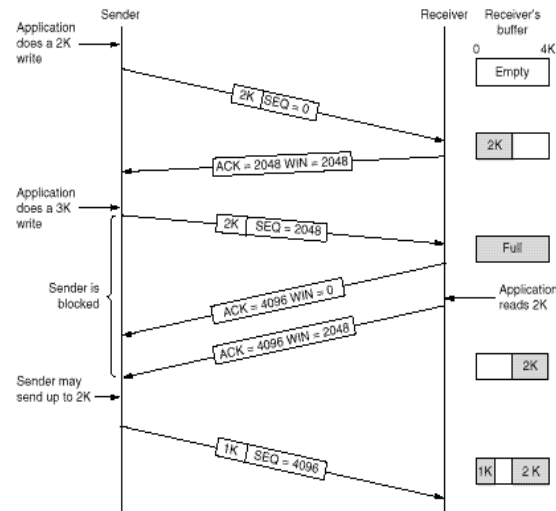 Sender
Receiver
Receiver's
buffer
Application
does a 2K
write
0
4K
Empty
2K SEQ = 0
2K
ACK = 2048 WIN = 2048
Application
does a 3K
write
2K SEQ = 2048
Full
Sender is
blocked
Application
reads 2K
ACK = 4096 WIN = 0
ACK = 4096 WIN = 2048
2K
Sender may
send up to 2K
1K SEQ = 4096
1K
2 K